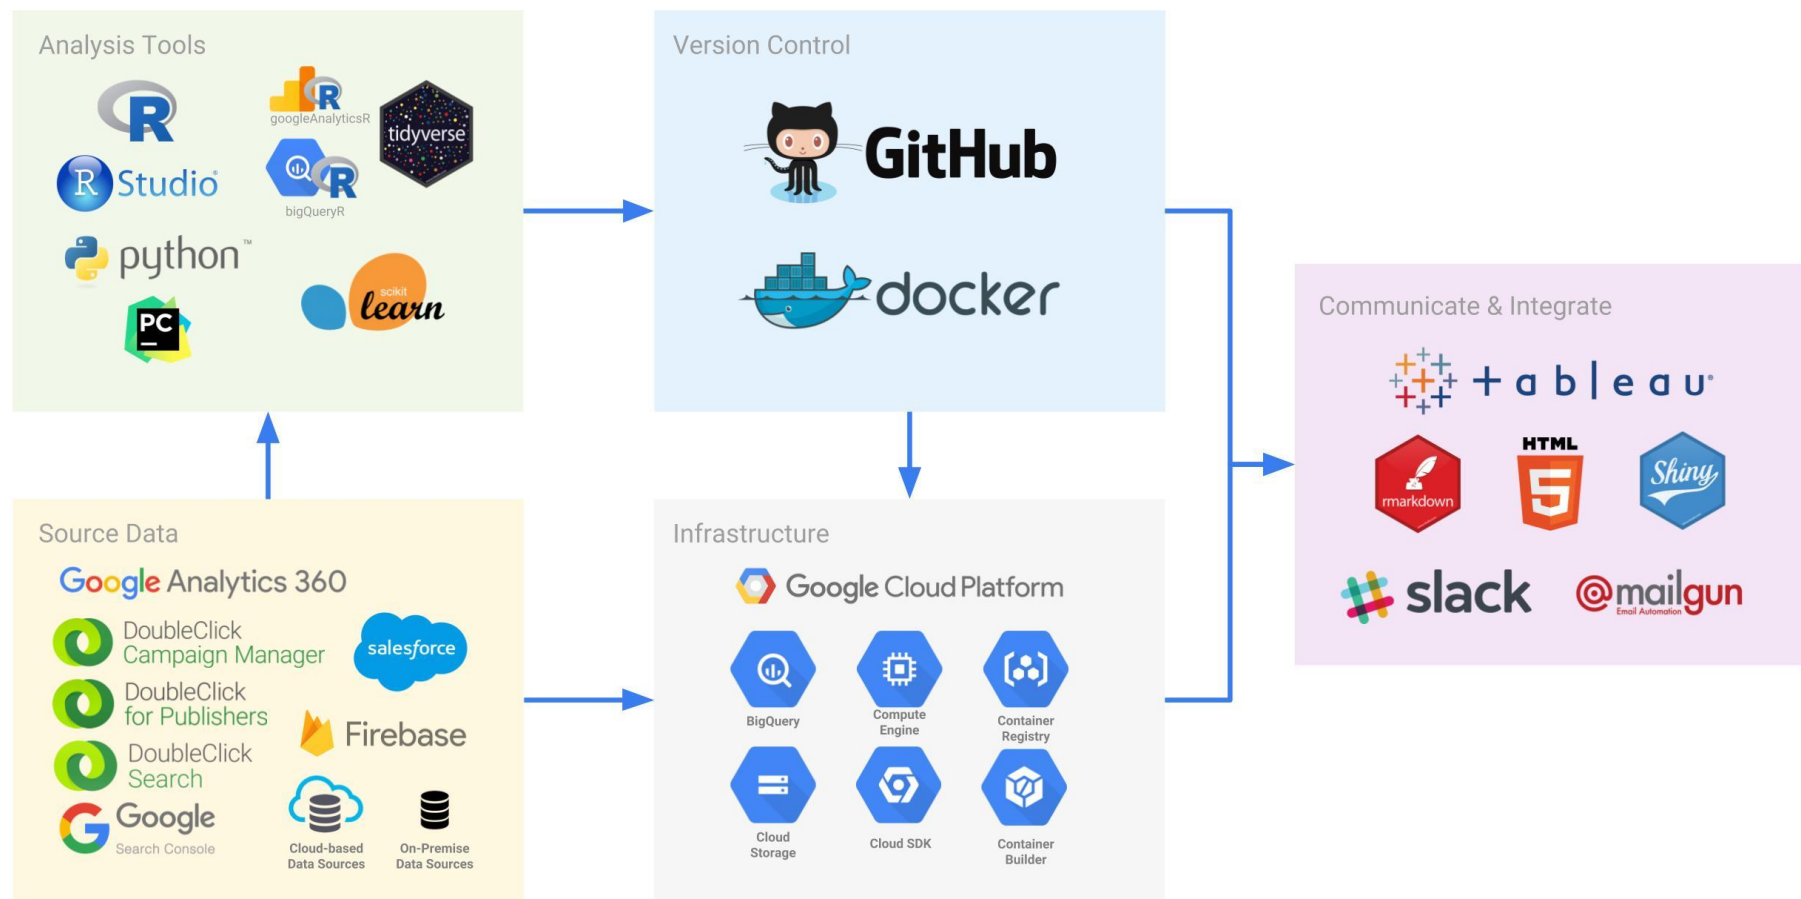 Analysis Tools
R
googleAnalyticsR
R
tidyverse
R Studio®
R
bigQueryR
python™
PC
scikit
learn
Version Control
GitHub
docker
Communicate & Integrate
+ableau®
rmarkdown
HTML
5
Shiny
slack
@mailgun
Email Automation
Source Data
Google Analytics 360
DoubleClick
Campaign Manager
salesforce
DoubleClick
for Publishers
Firebase
DoubleClick
Search
G Google
Search Console
Cloud-based
Data Sources
On-Premise
Data Sources
Infrastructure
Google Cloud Platform
BigQuery
Compute
Engine
Container
Registry
Cloud
Storage
Cloud SDK
Container
Builder